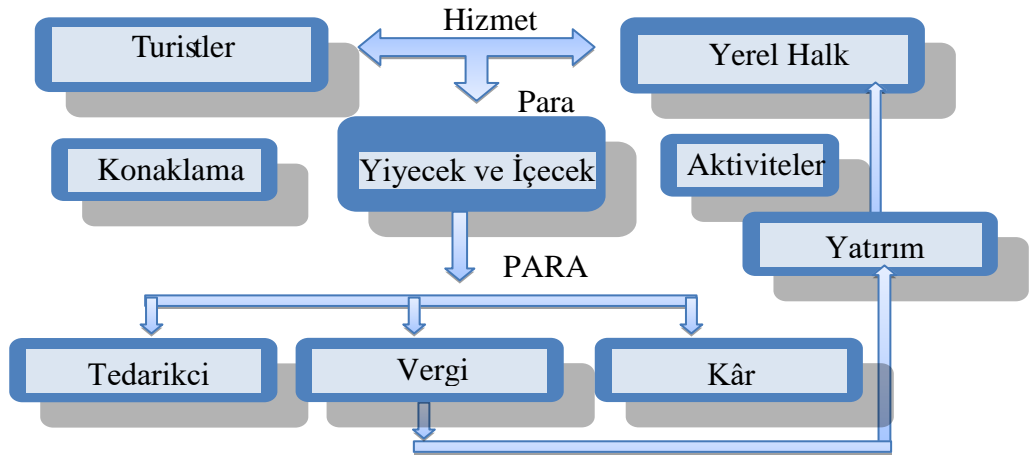 Hizmet
Turistler
Yerel Halk
Para
Konaklama
Yiyecek ve İçecek
Aktiviteler
Yatırım
PARA
Tedarikci
Vergi
Kâr